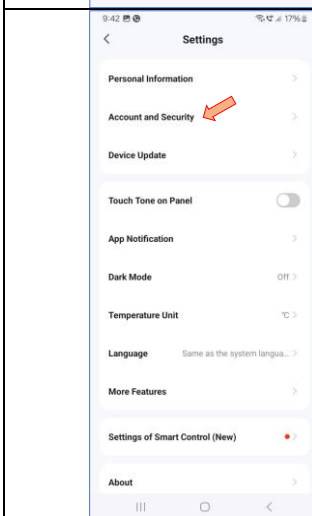 9:42 17%
Settings
Personal Information
Account and Security
Device Update
Touch Tone on Panel
App Notification
Dark Mode Off
Temperature Unit °C
Language Same as the system langua...
More Features
Settings of Smart Control (New)
About